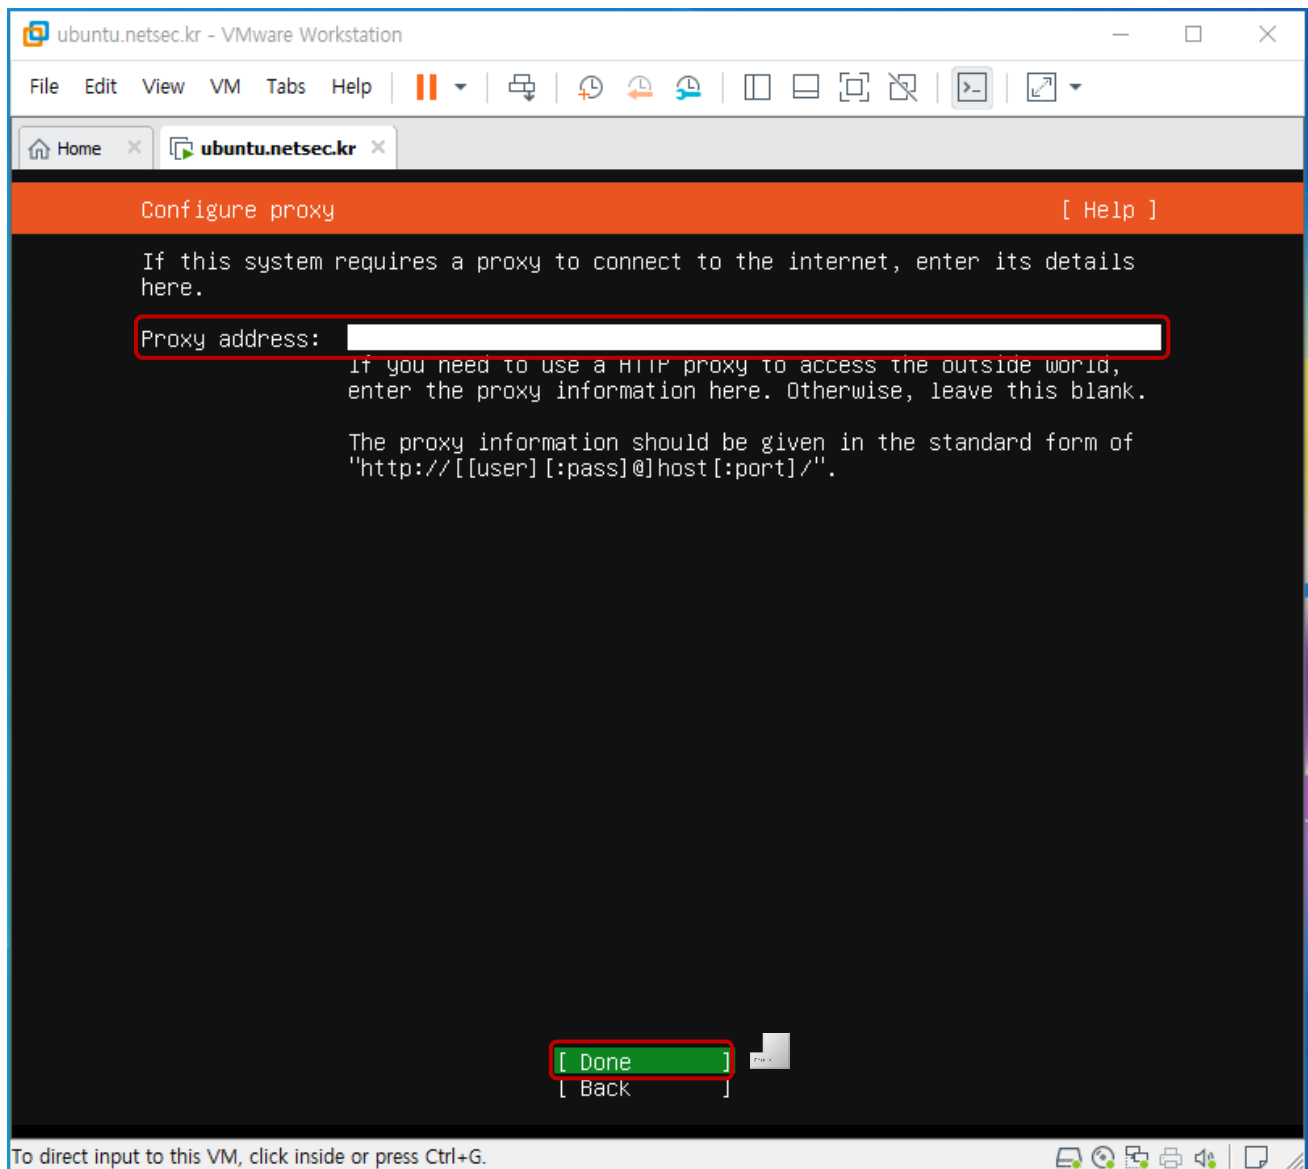 ubuntu.netsec.kr - VMware Workstation
File Edit View VM Tabs Help
Home
ubuntu.netsec.kr
Configure proxy [ Help ]
If this system requires a proxy to connect to the internet, enter its details
here.
Proxy address:
If you need to use a HTTP proxy to access the outside world,
enter the proxy information here. Otherwise, leave this blank.
The proxy information should be given in the standard form of
"http://[[user][:pass]@]host[:port]/".
[ Done ]
[ Back ]
To direct input to this VM, click inside or press Ctrl+G.